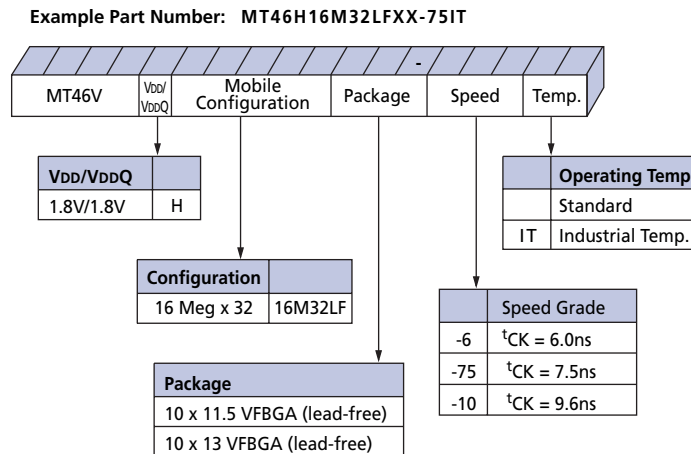 Example Part Number: MT46H16M32LFXX-75IT
-
MT46V VDD/VDDQ Mobile Configuration Package Speed Temp.
VDD/VDDQ
1.8V/1.8V H
Operating Temp
Standard
IT Industrial Temp.
Configuration
16 Meg x 32 16M32LF
Speed Grade
-6 tCK = 6.0ns
-75 tCK = 7.5ns
-10 tCK = 9.6ns
Package
10 x 11.5 VFBGA (lead-free)
10 x 13 VFBGA (lead-free)